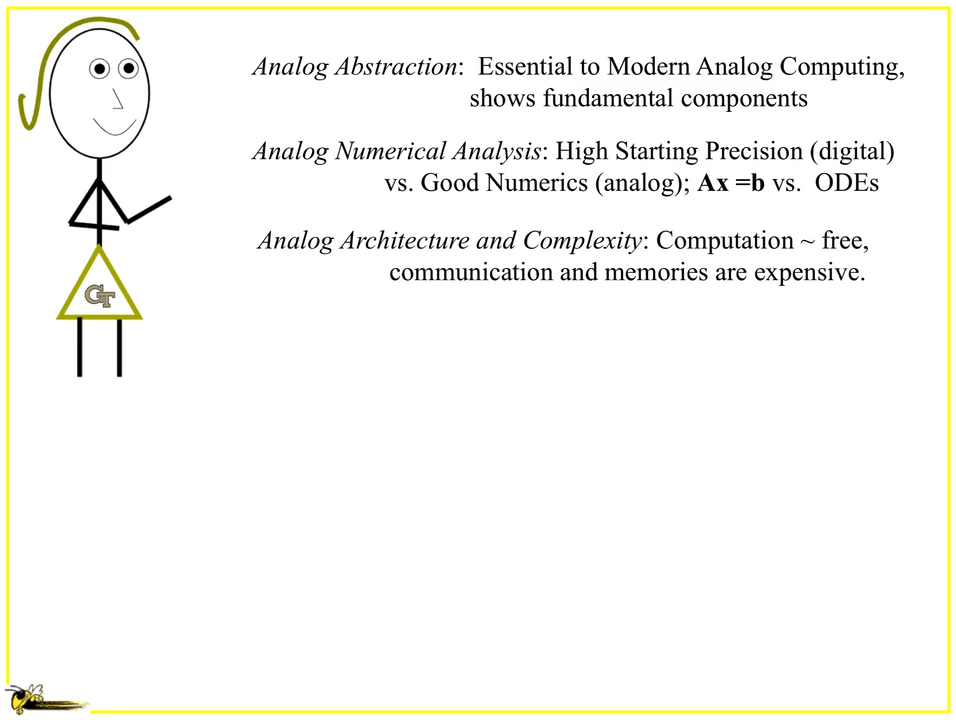 Analog Abstraction: Essential to Modern Analog Computing,
shows fundamental components
Analog Numerical Analysis: High Starting Precision (digital)
vs. Good Numerics (analog); Ax =b vs. ODEs
Analog Architecture and Complexity: Computation ~ free,
communication and memories are expensive.
GT